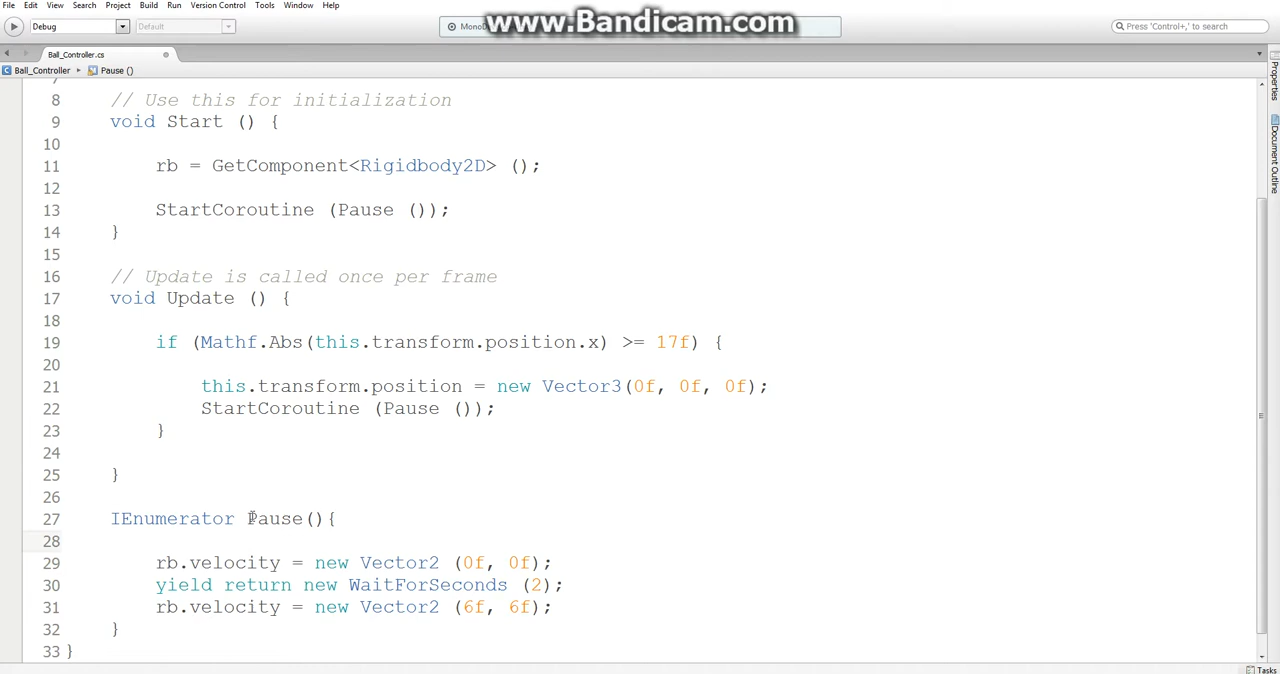 File Edit View Search Project Build Run Version Control Tools Window Help
www.Bandicam.com
Debug Default Press 'Control+,' to search
Ball_Controller.cs
Ball_Controller Pause ()
Properties
Document Outline
7
8 // Use this for initialization
9 void Start () {
10
11 rb = GetComponent<Rigidbody2D> ();
12
13 StartCoroutine (Pause ());
14 }
15
16 // Update is called once per frame
17 void Update () {
18
19 if (Mathf.Abs(this.transform.position.x) >= 17f) {
20
21 this.transform.position = new Vector3(0f, 0f, 0f);
22 StartCoroutine (Pause ());
23 }
24
25 }
26
27 IEnumerator Pause(){
28
29 rb.velocity = new Vector2 (0f, 0f);
30 yield return new WaitForSeconds (2);
31 rb.velocity = new Vector2 (6f, 6f);
32 }
33 }
Tasks